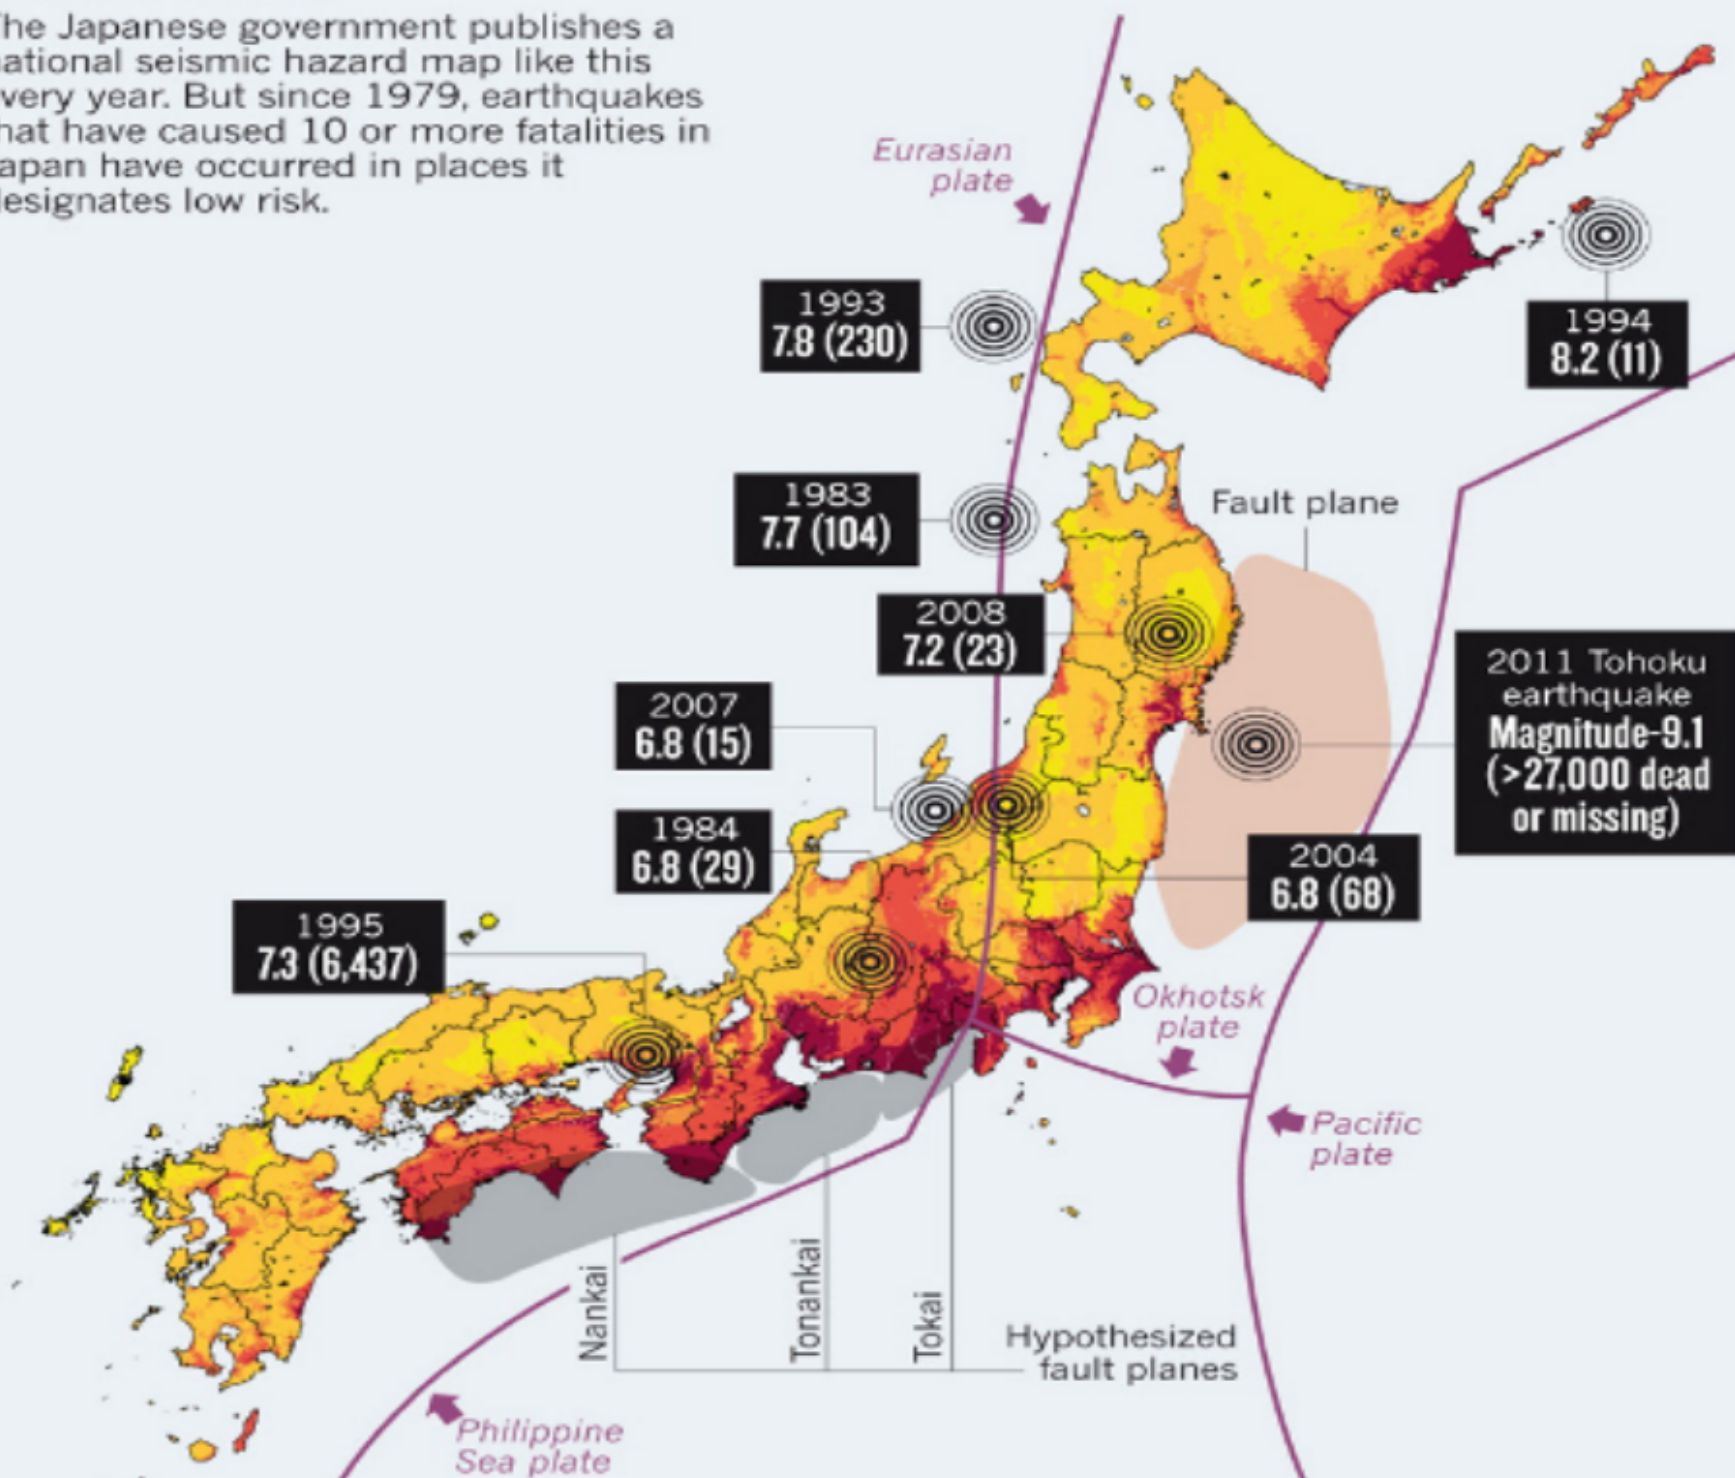 he Japanese government publishes a
ational seismic hazard map like this
very year. But since 1979, earthquakes
hat have caused 10 or more fatalities in
apan have occurred in places it
esignates low risk.
Eurasian
plate
1993
7.8 (230)
1994
8.2 (11)
1983
7.7 (104)
Fault plane
2008
7.2 (23)
2011 Tohoku
earthquake
Magnitude-9.1
(>27,000 dead
or missing)
2007
6.8 (15)
1984
6.8 (29)
2004
6.8 (68)
1995
7.3 (6,437)
Okhotsk
plate
Pacific
plate
Nankai
Tonankai
Tokai
Hypothesized
fault planes
Philippine
Sea plate